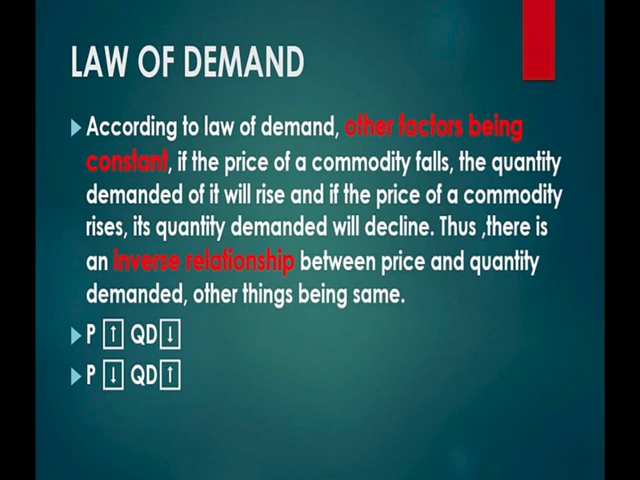 LAW OF DEMAND
According to law of demand, other factors being
constant, if the price of a commodity falls, the quantity
demanded of it will rise and if the price of a commodity
rises, its quantity demanded will decline. Thus ,there is
an inverse relationship between price and quantity
demanded, other things being same.
P ↑ QD↓
P ↓ QD↑